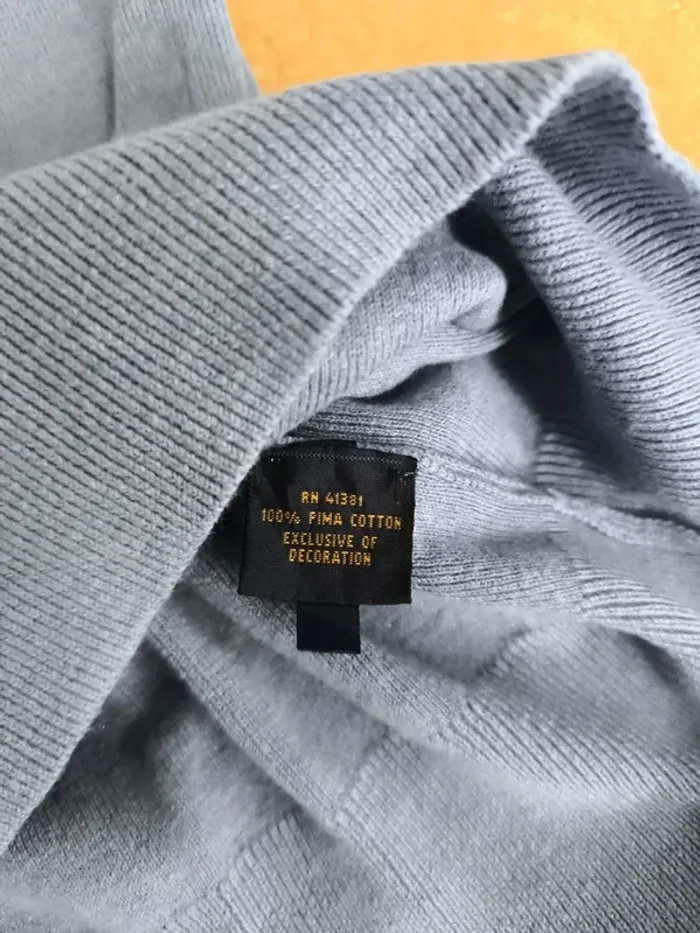 RN 41381
100% PIMA COTTON
EXCLUSIVE OF
DECORATION